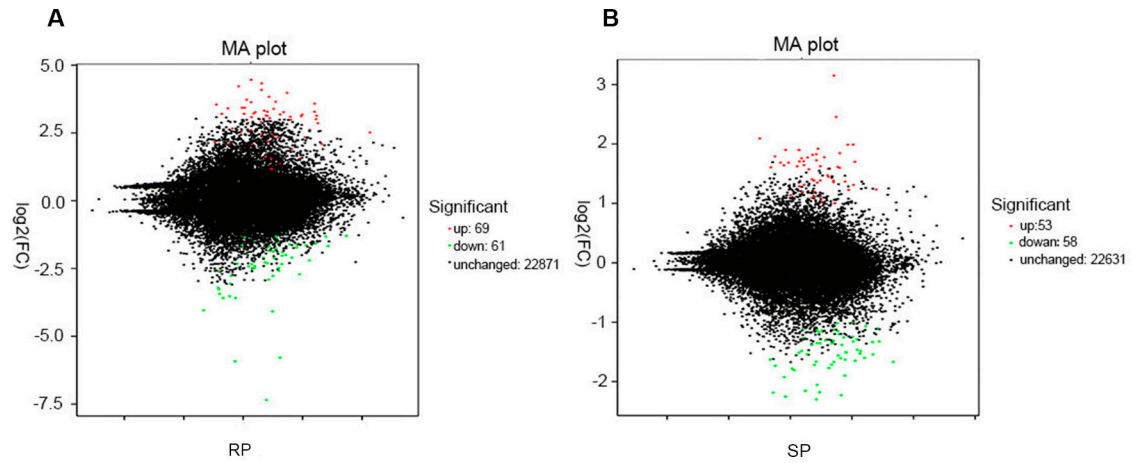 A
MA plot
5.0
2.5
0.0
-2.5
-5.0
-7.5
log2(FC)
RP
Significant
up: 69
down: 61
unchanged: 22871
B
MA plot
3
2
1
0
-1
-2
log2(FC)
SP
Significant
up:53
dowan: 58
unchanged: 22631